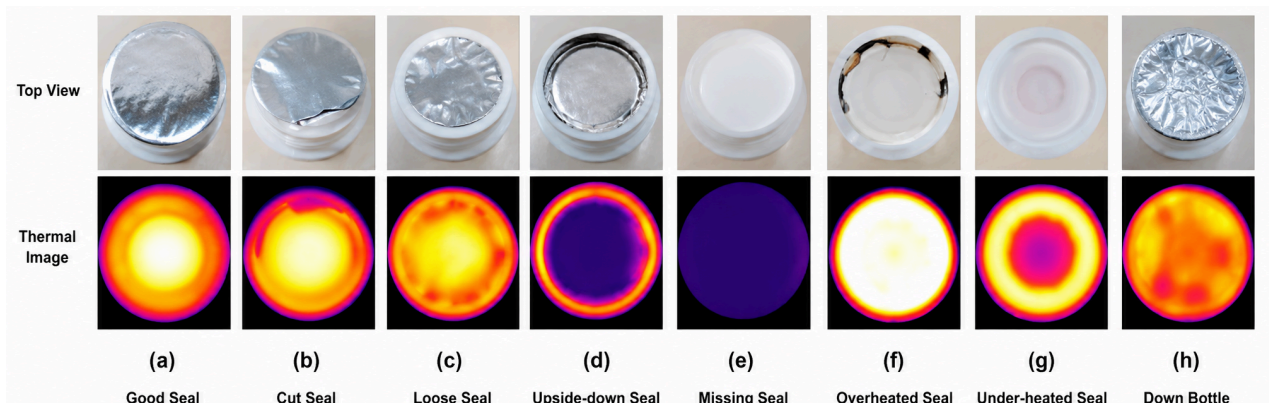 Top View
Thermal
Image
(a) (b) (c) (d) (e) (f) (g) (h)
Good Seal Cut Seal Loose Seal Upside-down Seal Missing Seal Overheated Seal Under-heated Seal Down Bottle